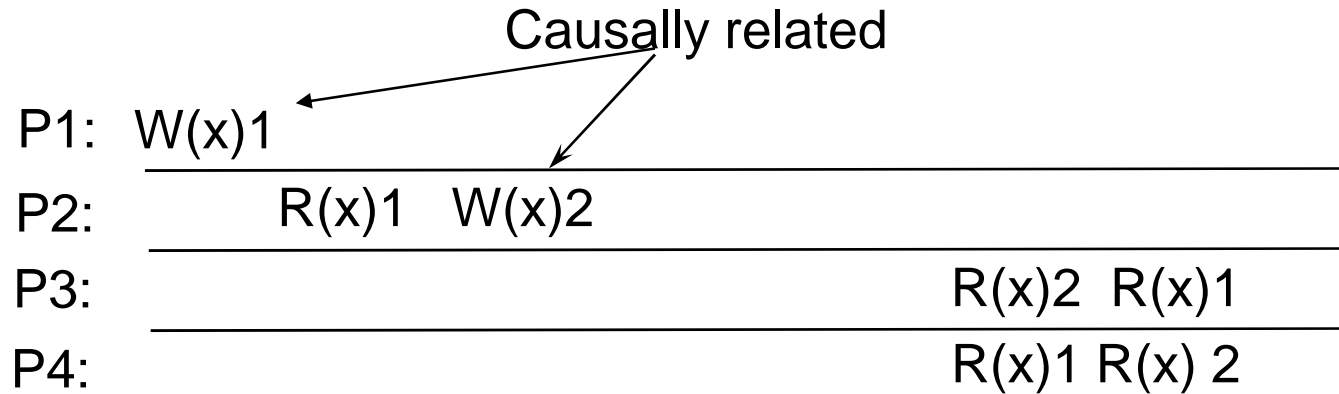 Causally related
P1: W(x)1
P2: R(x)1 W(x)2
P3: R(x)2 R(x)1
P4: R(x)1 R(x) 2